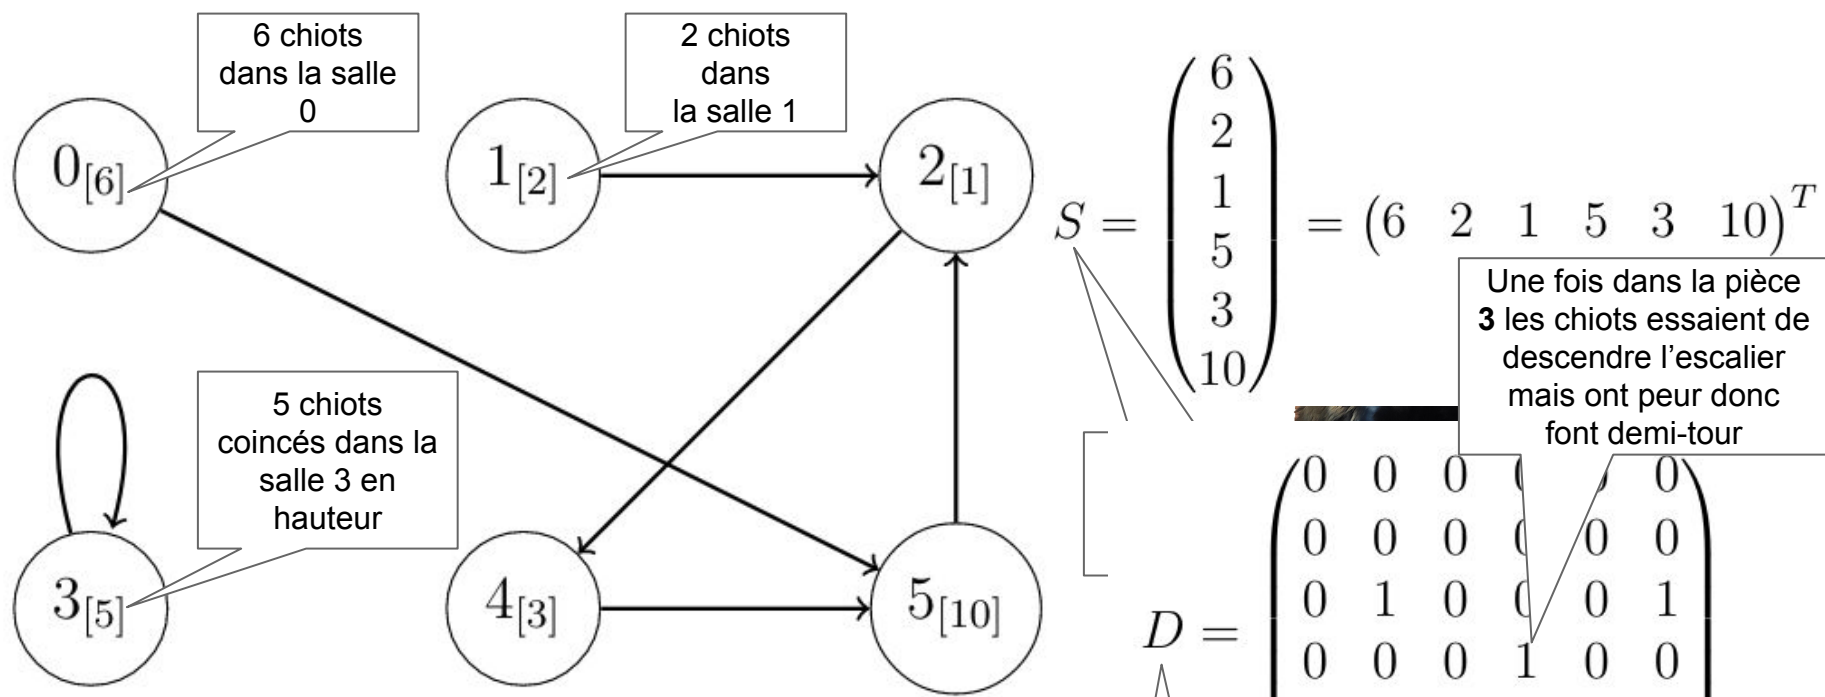 6 chiots
dans la salle
0
2 chiots
dans
la salle 1
0[6]
1[2]
2[1]
5 chiots
coincés dans la
salle 3 en
hauteur
3[5]
4[3]
5[10]
S =
6
2
1
5
3
10
= (6 2 1 5 3 10)^T
Une fois dans la pièce
3 les chiots essaient de
descendre l'escalier
mais ont peur donc
font demi-tour
D =
0 0 0 0
0 0 0 0 0
0 1 0 0 1
0 0 0 1 0 0